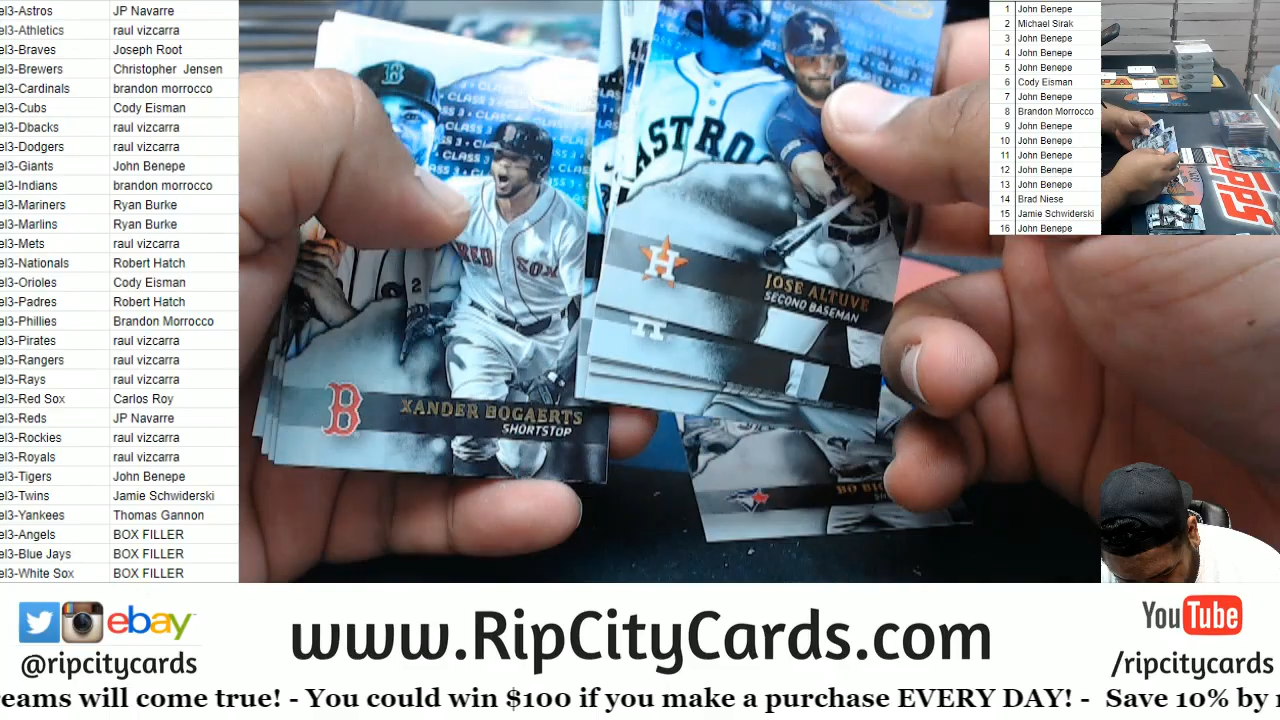 el3-Astros JP Navarre
el3-Athletics raul vizcarra
el3-Braves Joseph Root
el3-Brewers Christopher Jensen
el3-Cardinals brandon morrocco
el3-Cubs Cody Eisman
el3-Dbacks raul vizcarra
el3-Dodgers raul vizcarra
el3-Giants John Benepe
el3-Indians brandon morrocco
el3-Mariners Ryan Burke
el3-Marlins Ryan Burke
el3-Mets raul vizcarra
el3-Nationals Robert Hatch
el3-Orioles Cody Eisman
el3-Padres Robert Hatch
el3-Phillies Brandon Morrocco
el3-Pirates raul vizcarra
el3-Rangers raul vizcarra
el3-Rays raul vizcarra
el3-Red Sox Carlos Roy
el3-Reds JP Navarre
el3-Rockies raul vizcarra
el3-Royals raul vizcarra
el3-Tigers John Benepe
el3-Twins Jamie Schwiderski
el3-Yankees Thomas Gannon
el3-Angels BOX FILLER
el3-Blue Jays BOX FILLER
el3-White Sox BOX FILLER
B
CLASS 3 • CLASS 3
RED SOX
2
B
XANDER BOGAERTS
SHORTSTOP
ASTRO
H
JOSE ALTUVE
SECOND BASEMAN
BO BI
1 John Benepe
2 Michael Sirak
3 John Benepe
4 John Benepe
5 John Benepe
6 Cody Eisman
7 John Benepe
8 Brandon Morrocco
9 John Benepe
10 John Benepe
11 John Benepe
12 John Benepe
13 John Benepe
14 Brad Niese
15 Jamie Schwiderski
16 John Benepe
ebay
@ripcitycards
www.RipCityCards.com
YouTube
/ripcitycards
reams will come true! - You could win $100 if you make a purchase EVERY DAY! - Save 10% by